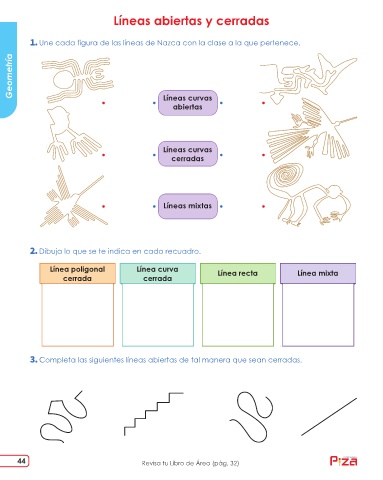 Líneas abiertas y cerradas
Geometría
1. Une cada figura de las líneas de Nazca con la clase a la que pertenece.
Líneas curvas
abiertas
Líneas curvas
cerradas
Líneas mixtas
2. Dibuja lo que se te indica en cada recuadro.
Línea poligonal
cerrada
Línea curva
cerrada
Línea recta
Línea mixta
3. Completa las siguientes líneas abiertas de tal manera que sean cerradas.
44
Revisa tu Libro de Área (pág. 32)